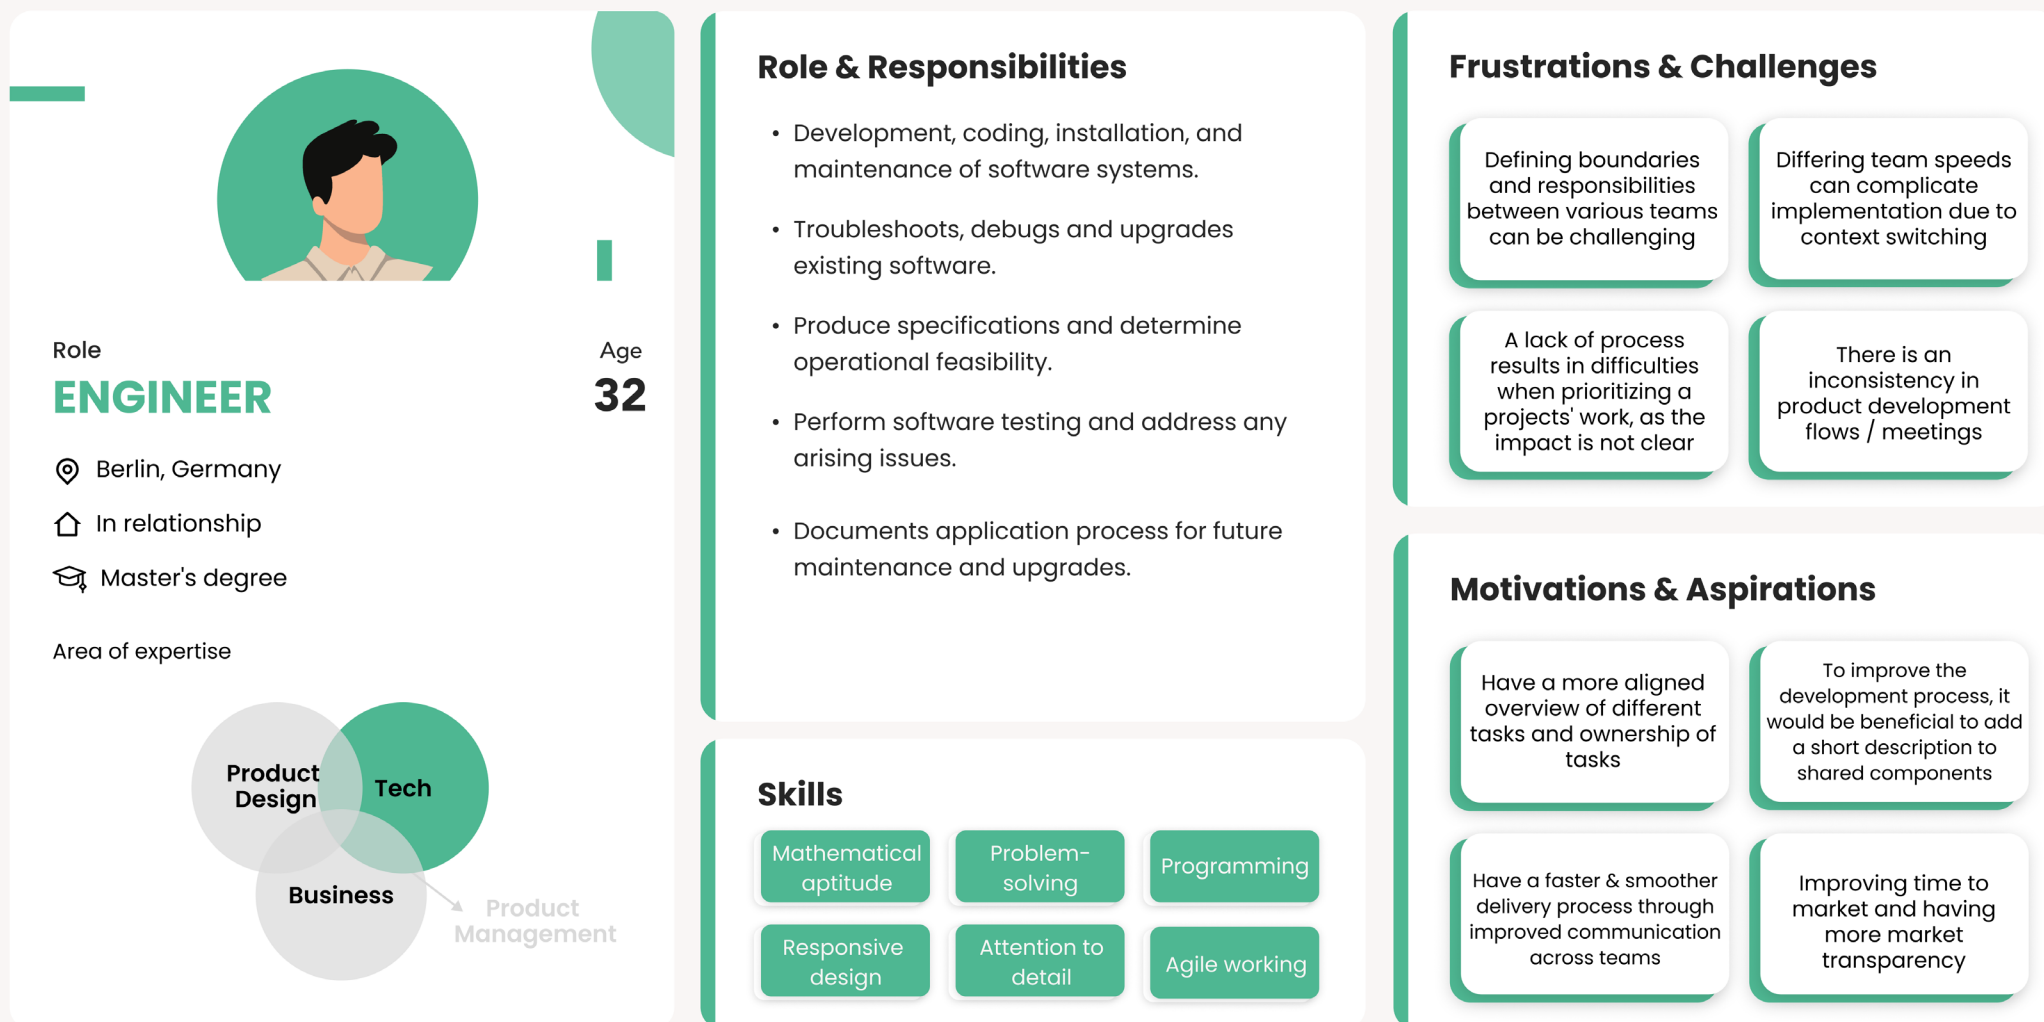 Role
ENGINEER
Age
32
Berlin, Germany
In relationship
Master's degree
Area of expertise
Product
Design
Tech
Business
Product
Management
Role & Responsibilities
• Development, coding, installation, and
maintenance of software systems.
• Troubleshoots, debugs and upgrades
existing software.
• Produce specifications and determine
operational feasibility.
• Perform software testing and address any
arising issues.
• Documents application process for future
maintenance and upgrades.
Skills
Mathematical
aptitude
Problem-
solving
Programming
Responsive
design
Attention to
detail
Agile working
Frustrations & Challenges
Defining boundaries
and responsibilities
between various teams
can be challenging
Differing team speeds
can complicate
implementation due to
context switching
A lack of process
results in difficulties
when prioritizing a
projects' work, as the
impact is not clear
There is an
inconsistency in
product development
flows / meetings
Motivations & Aspirations
Have a more aligned
overview of different
tasks and ownership of
tasks
To improve the
development process, it
would be beneficial to add
a short description to
shared components
Have a faster & smoother
delivery process through
improved communication
across teams
Improving time to
market and having
more market
transparency